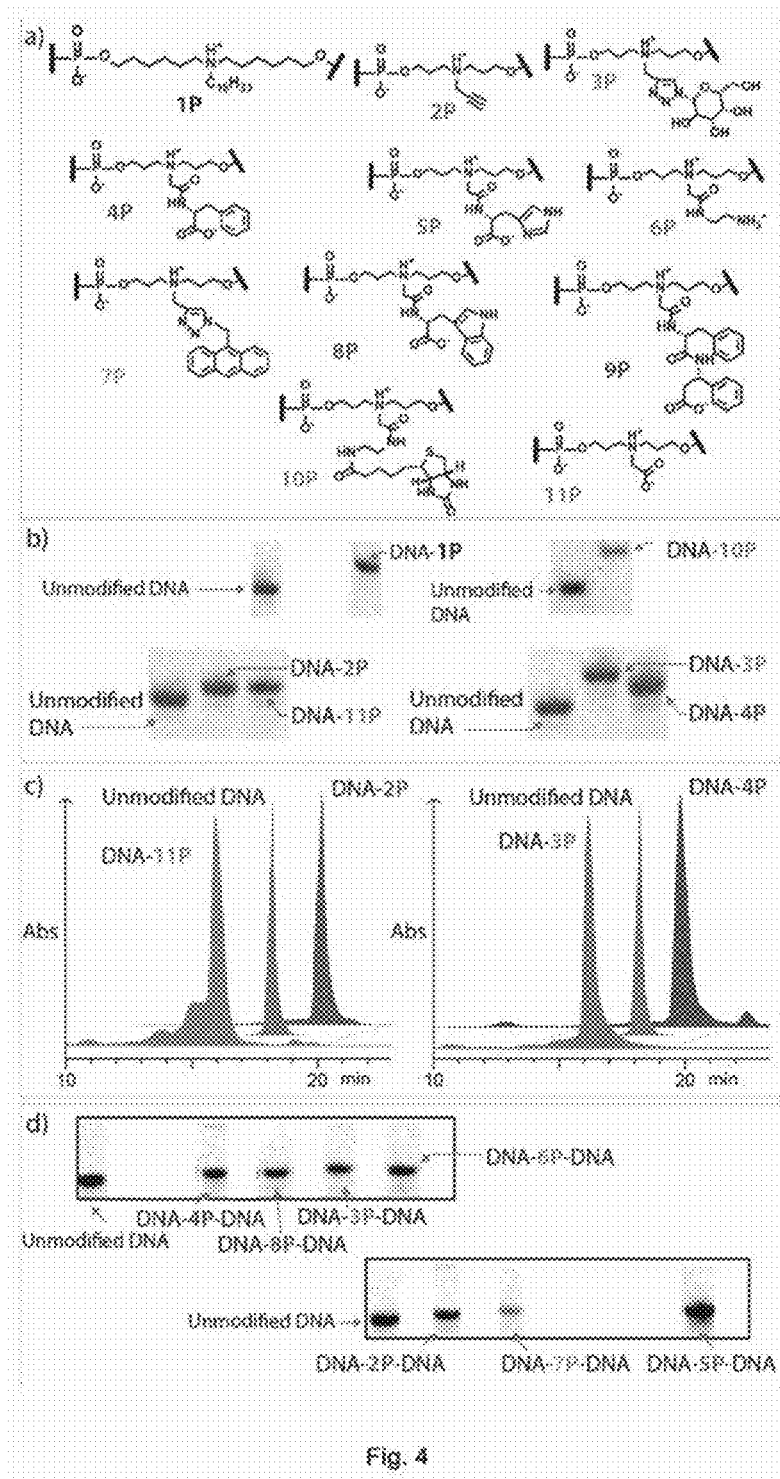 a)
1P
2P
3P
4P
5P
6P
7P
8P
9P
10P
11P
b)
Unmodified DNA
DNA-1P
Unmodified
DNA
DNA-10P
Unmodified
DNA
DNA-2P
DNA-11P
Unmodified
DNA
DNA-3P
DNA-4P
c)
Unmodified DNA
DNA-2P
DNA-11P
Abs
10
20
min
Unmodified DNA
DNA-4P
DNA-3P
Abs
10
20
min
d)
DNA-6P-DNA
DNA-4P-DNA
DNA-3P-DNA
Unmodified DNA
DNA-8P-DNA
Unmodified DNA
DNA-2P-DNA
DNA-7P-DNA
DNA-5P-DNA
Fig. 4